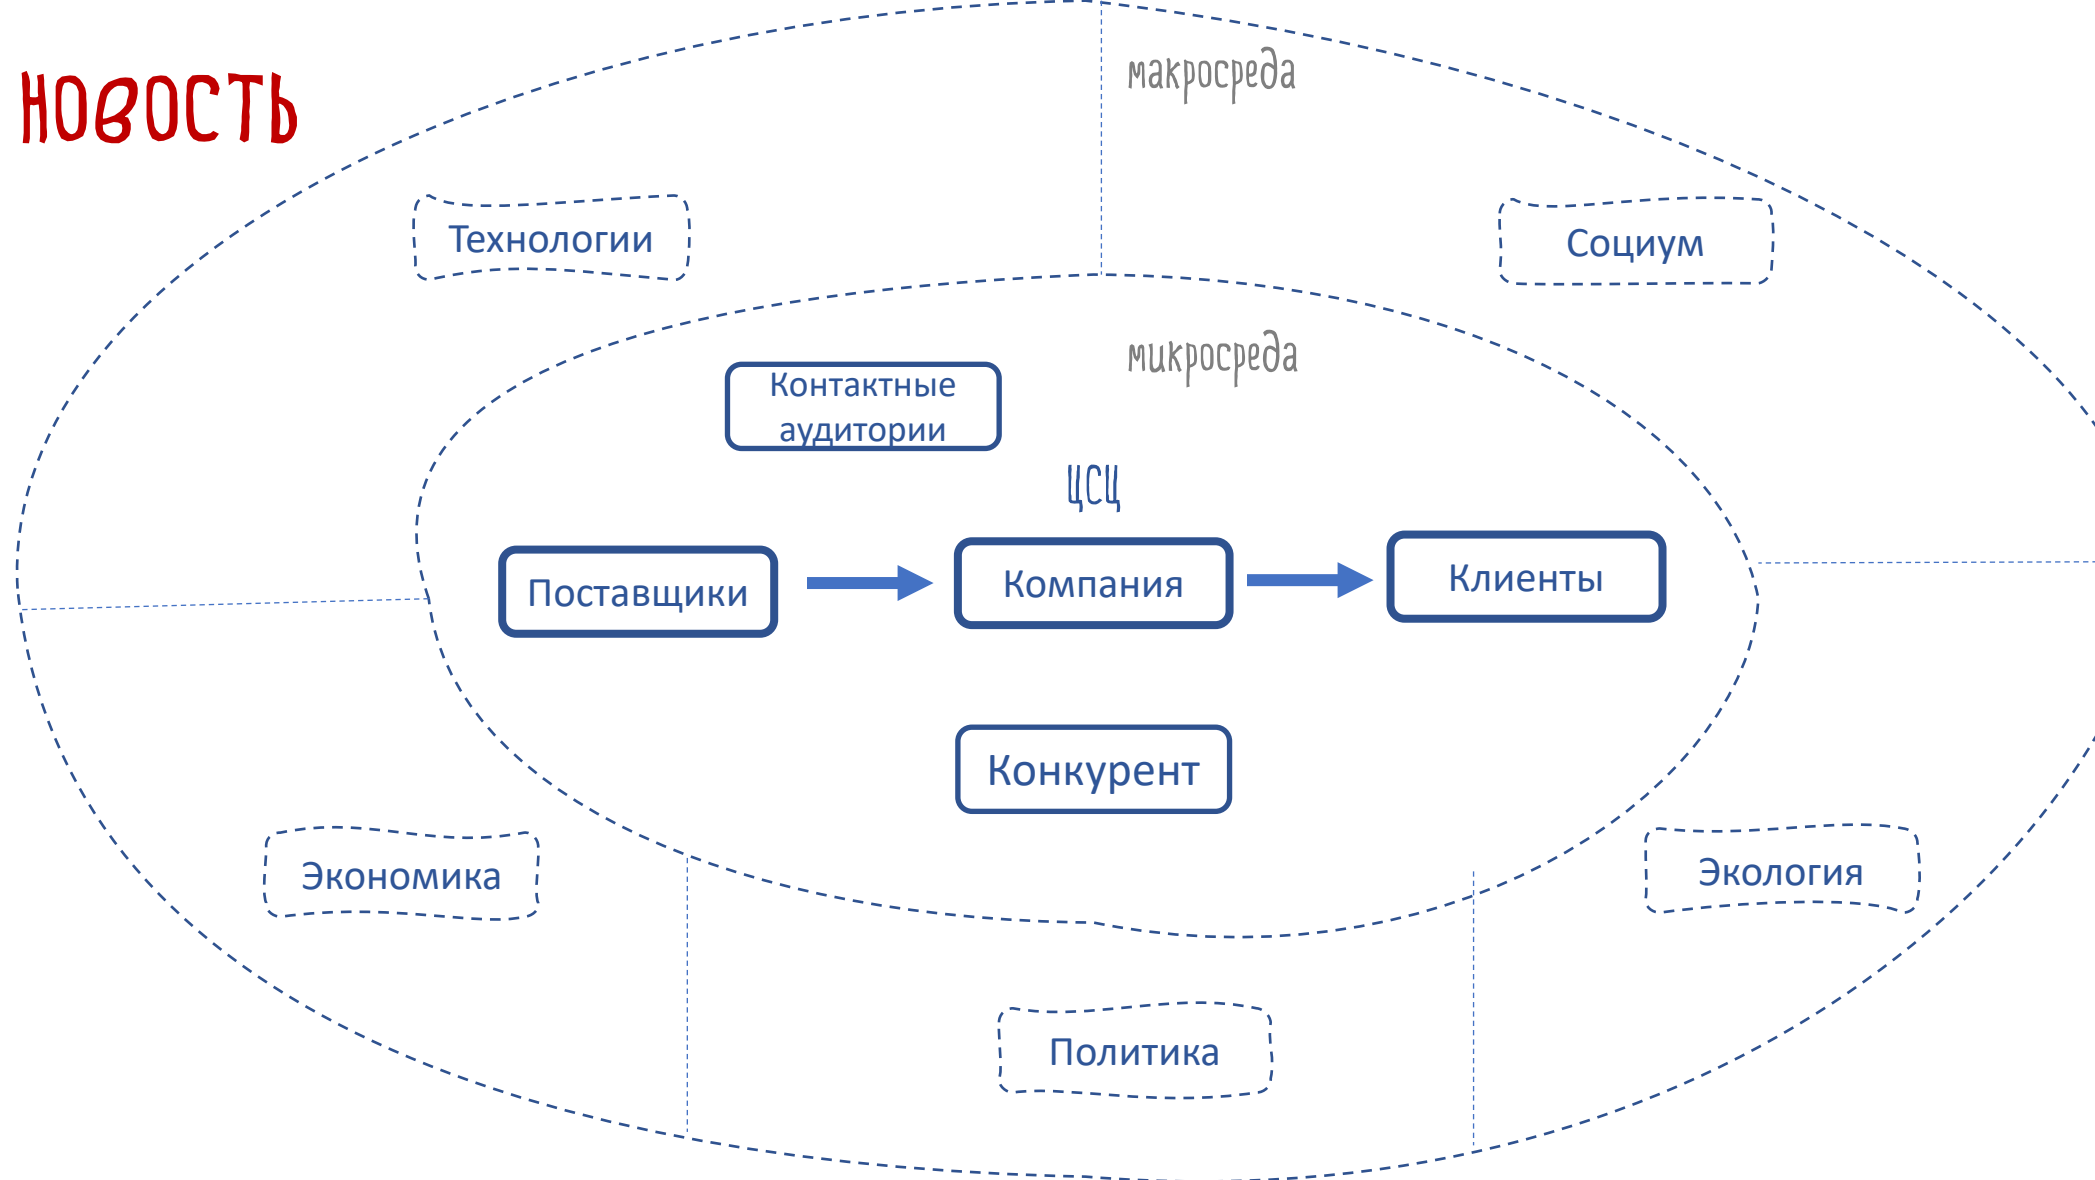 новость
макросреда
Технологии
Социум
микросреда
Контактные
аудитории
ЦСЦ
Поставщики
Компания
Клиенты
Конкурент
Экономика
Экология
Политика